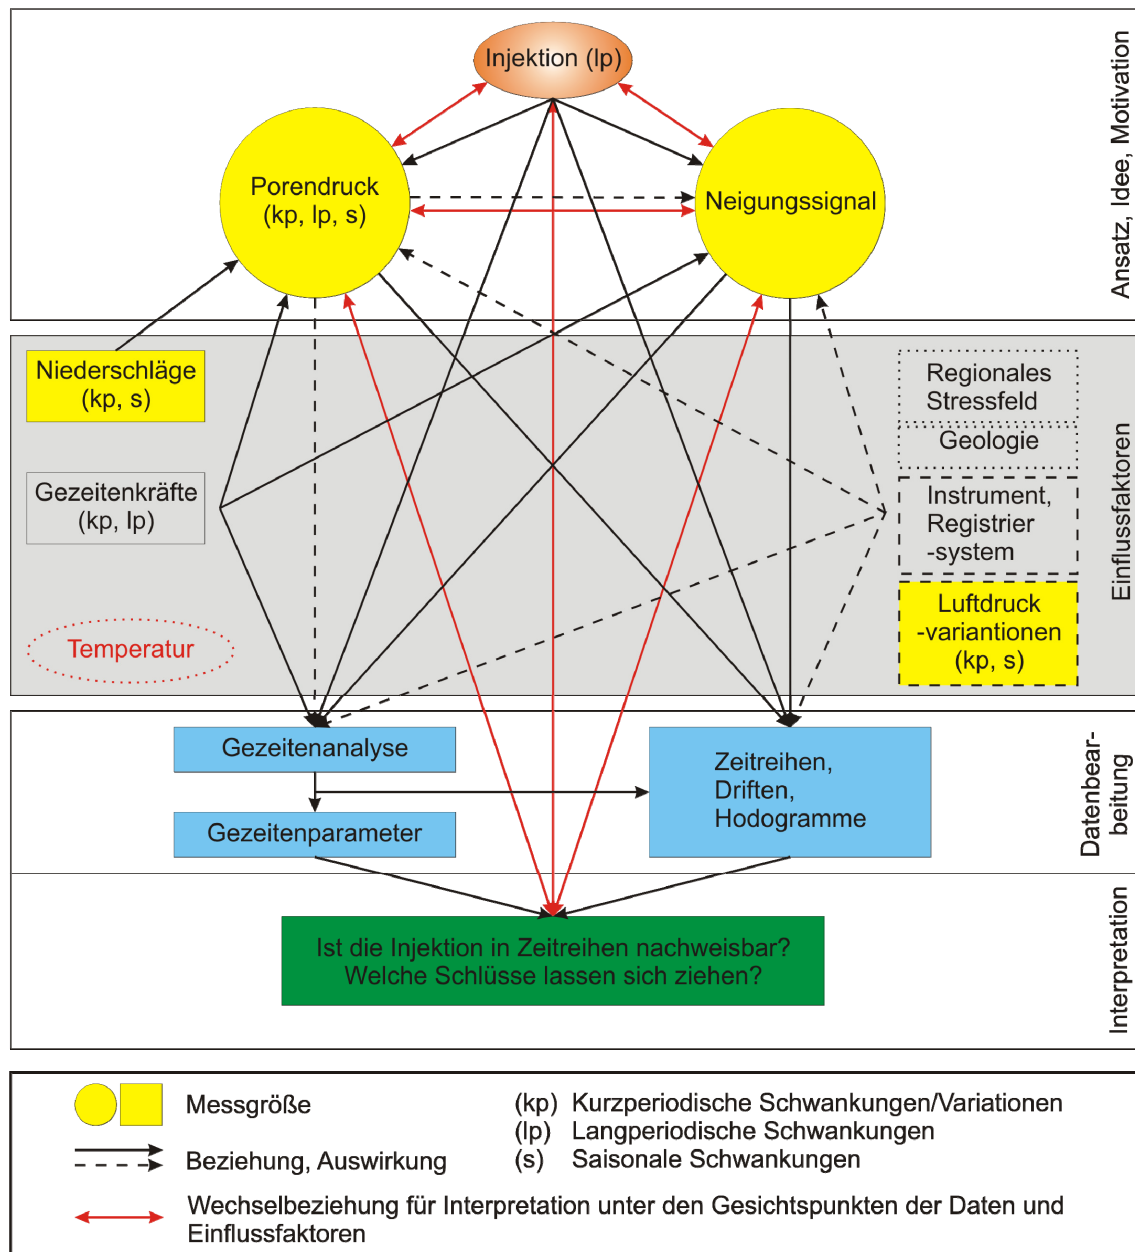 Injektion (lp)
Porendruck
(kp, lp, s)
Neigungssignal
Ansatz, Idee, Motivation
Niederschläge
(kp, s)
Gezeitenkräfte
(kp, lp)
Temperatur
Regionales
Stressfeld
Geologie
Instrument,
Registrier
-system
Luftdruck
-variantionen
(kp, s)
Einflussfaktoren
Gezeitenanalyse
Gezeitenparameter
Zeitreihen,
Driften,
Hodogramme
Datenbear-
beitung
Ist die Injektion in Zeitreihen nachweisbar?
Welche Schlüsse lassen sich ziehen?
Interpretation
Messgröße
Beziehung, Auswirkung
(kp) Kurzperiodische Schwankungen/Variationen
(lp) Langperiodische Schwankungen
(s) Saisonale Schwankungen
Wechselbeziehung für Interpretation unter den Gesichtspunkten der Daten und
Einflussfaktoren